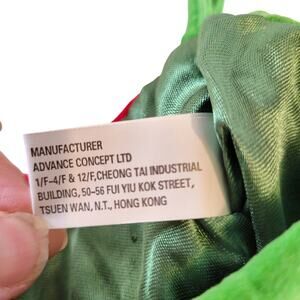 MANUFACTURER
ADVANCE CONCEPT LTD
1/F-4/F & 12/F,CHEONG TAI INDUSTRIAL
BUILDING, 50-56 FUI YIU KOK STREET,
TSUEN WAN, N.T., HONG KONG